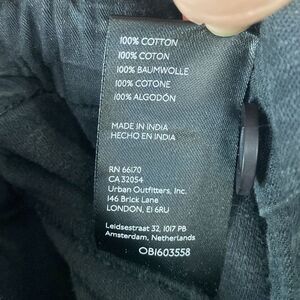 100% COTTON
100% COTON
100% BAUMWOLLE
100% COTONE
100% ALGODÓN
MADE IN INDIA
HECHO EN INDIA
RN 66170
CA 32054
Urban Outfitters, Inc.
146 Brick Lane
LONDON, E1 6RU
Leidsestraat 32, 1017 PB
Amsterdam, Netherlands
OB1603558